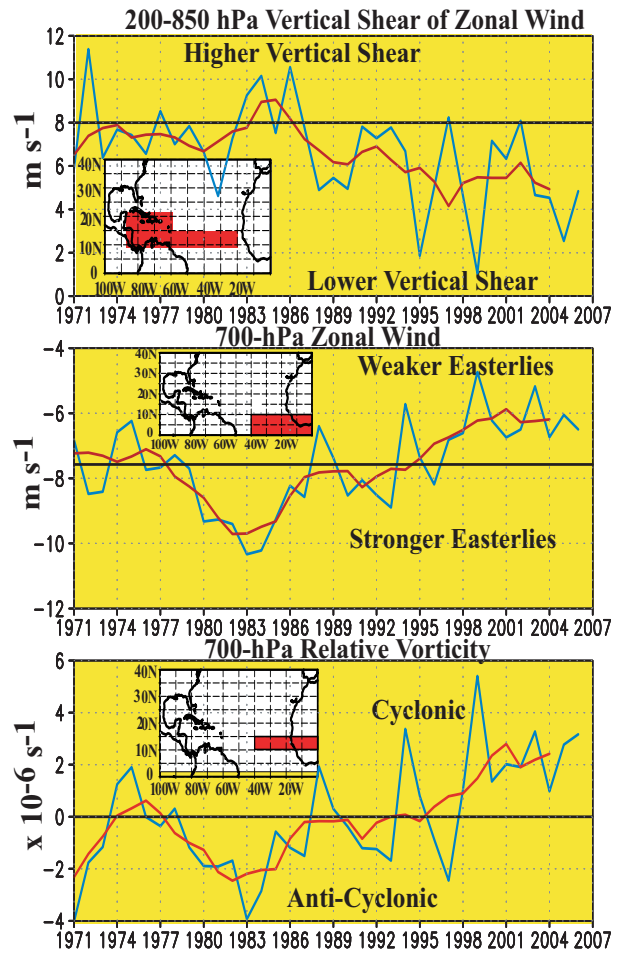 200-850 hPa Vertical Shear of Zonal Wind
m s-1
12
10
8
6
4
2
0
Higher Vertical Shear
40N
30N
20N
10N
0
100W 80W 60W 40W 20W
Lower Vertical Shear
1971 1974 1977 1980 1983 1986 1989 1992 1995 1998 2001 2004 2007
700-hPa Zonal Wind
m s-1
−4
−6
−8
−10
−12
40N
30N
20N
10N
0
100W 80W 60W 40W 20W 0
Weaker Easterlies
Stronger Easterlies
1971 1974 1977 1980 1983 1986 1989 1992 1995 1998 2001 2004 2007
700-hPa Relative Vorticity
x 10-6 s-1
6
4
2
0
−2
−4
40N
30N
20N
10N
0
100W 80W 60W 40W 20W 0
Cyclonic
Anti-Cyclonic
1971 1974 1977 1980 1983 1986 1989 1992 1995 1998 2001 2004 2007